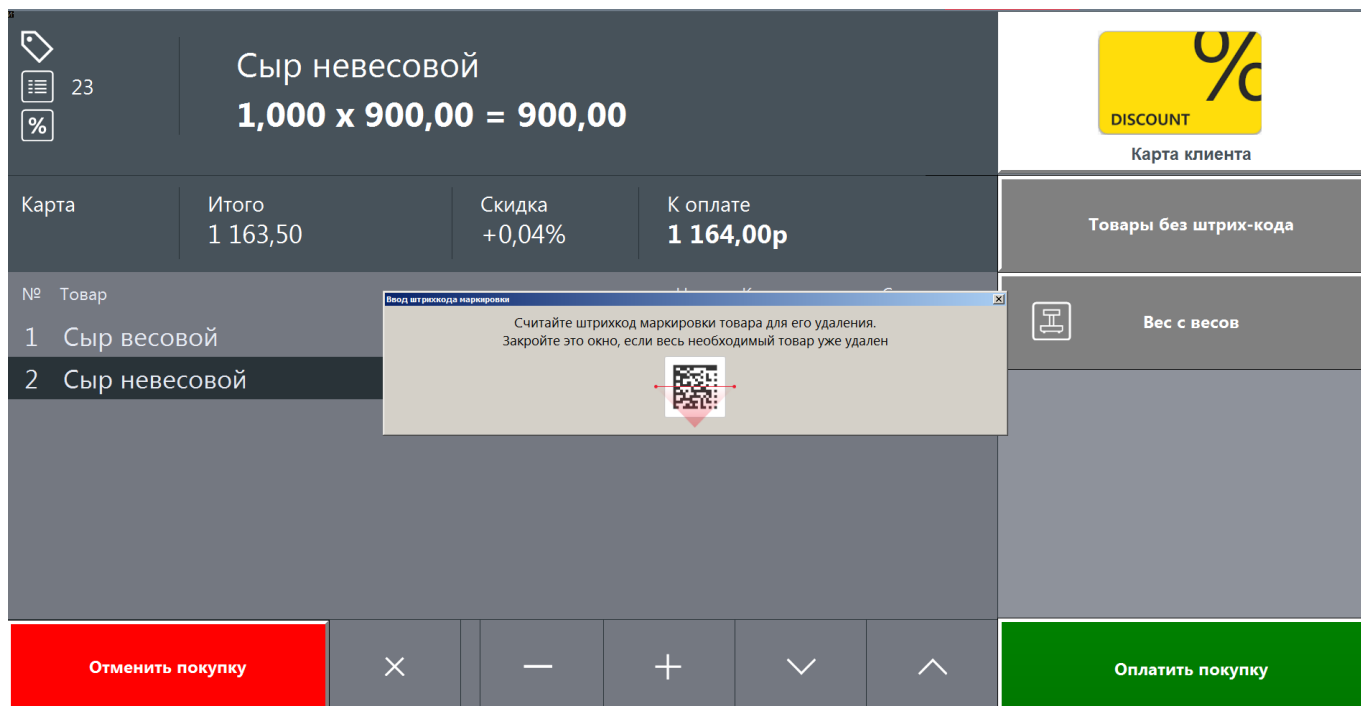 23
Сыр невесовой
1,000 x 900,00 = 900,00
%
DISCOUNT
Карта клиента
Карта
Итого
1 163,50
Скидка
+0,04%
К оплате
1 164,00р
Товары без штрих-кода
№ Товар
1 Сыр весовой
2 Сыр невесовой
Ввод штрихкода маркировки
Считайте штрихкод маркировки товара для его удаления.
Закройте это окно, если весь необходимый товар уже удален
Вес с весов
Отменить покупку
Оплатить покупку